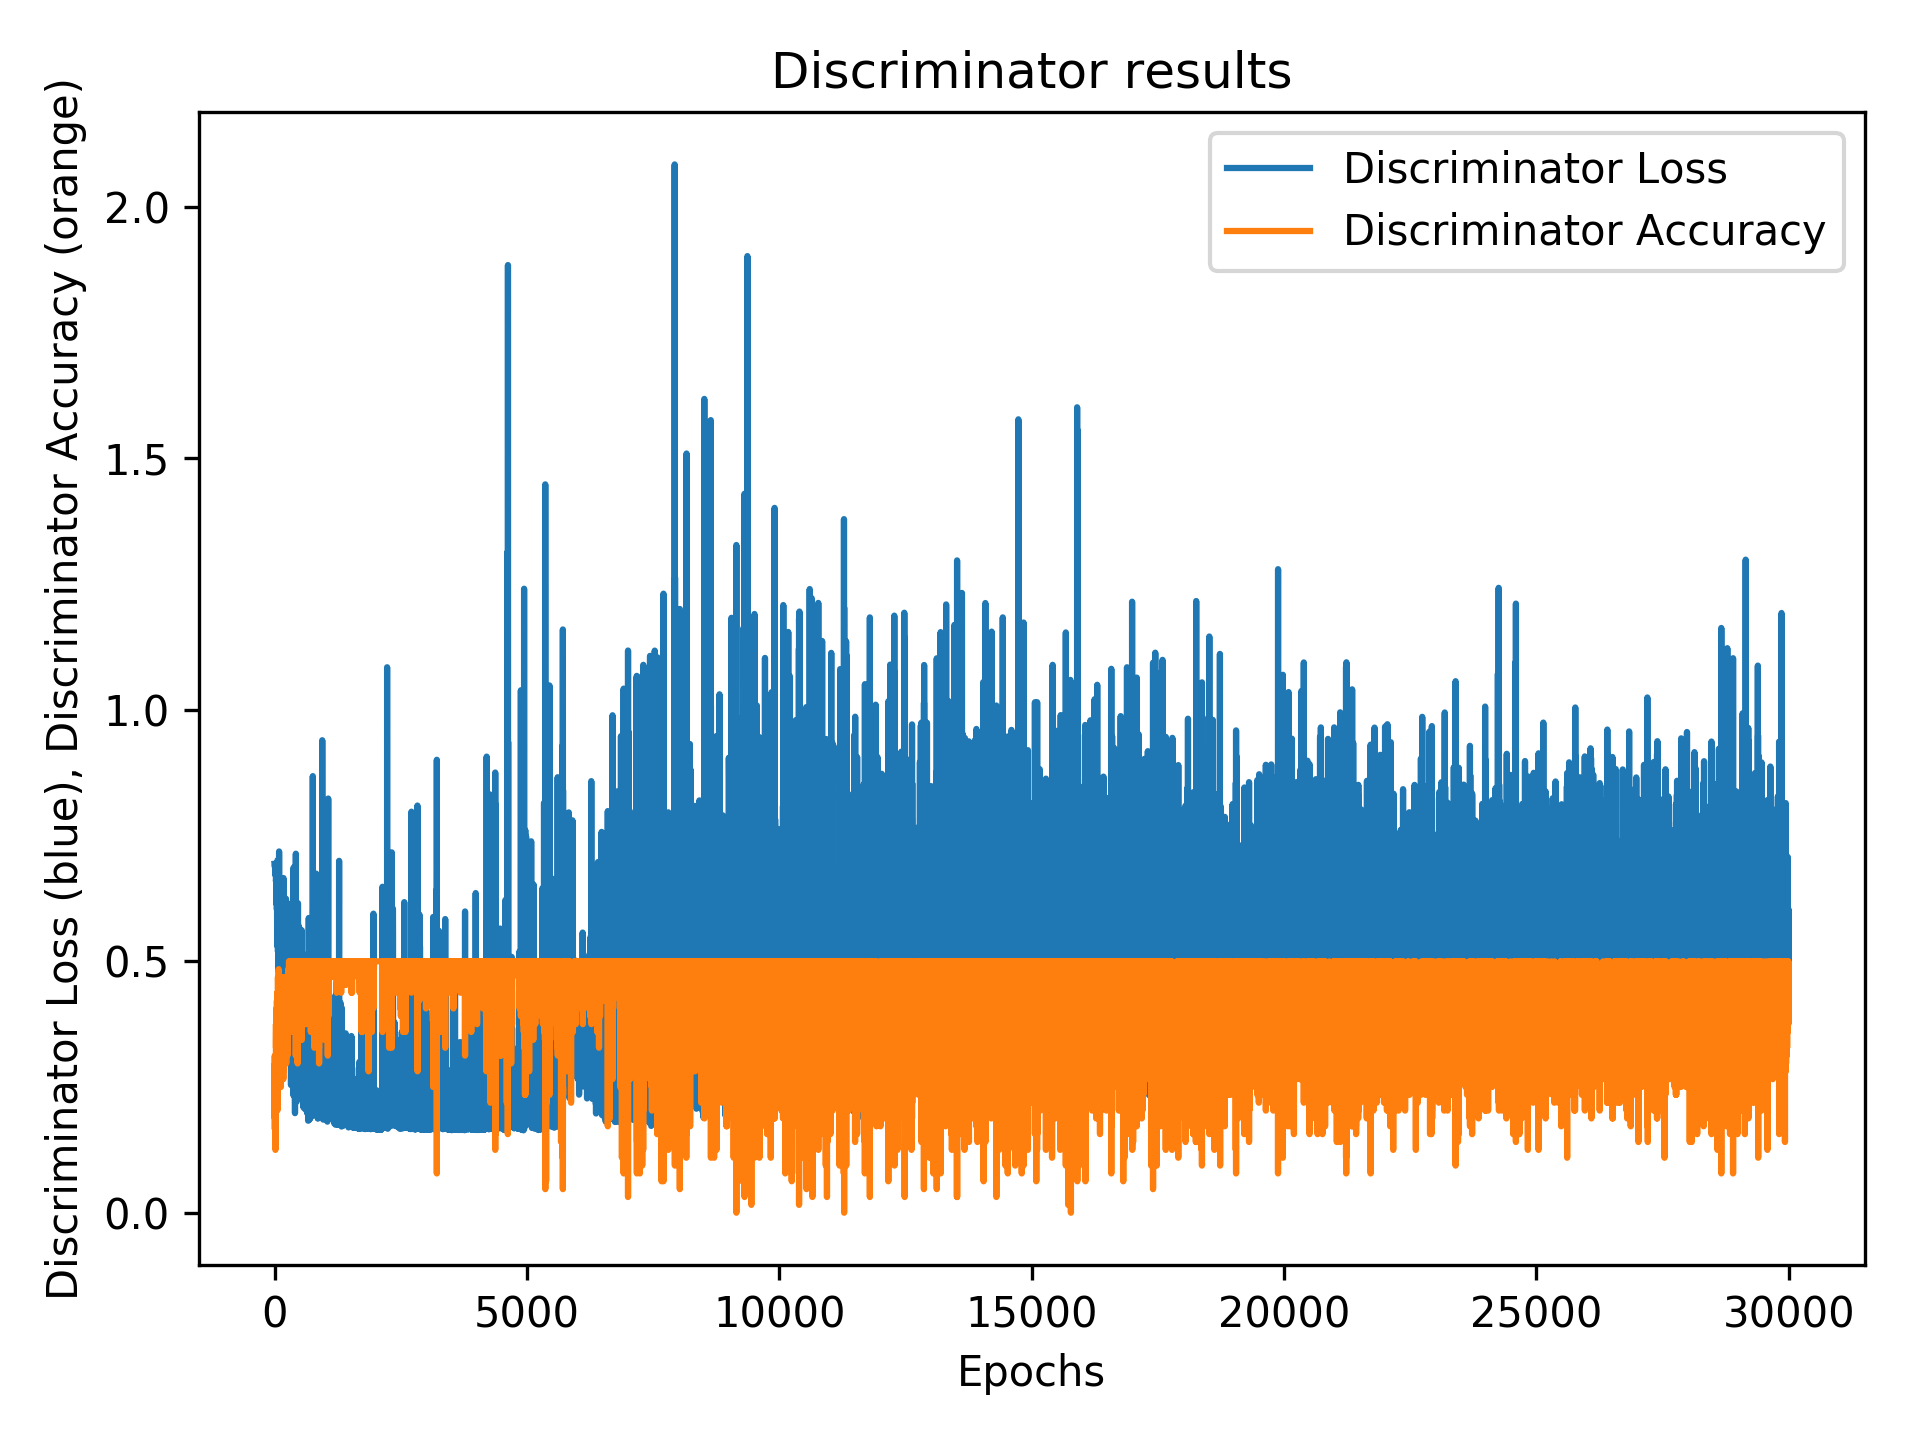 Discriminator results
Discriminator Loss (blue), Discriminator Accuracy (orange)
2.0
1.5
1.0
0.5
0.0
Discriminator Loss
Discriminator Accuracy
0 5000 10000 15000 20000 25000 30000
Epochs